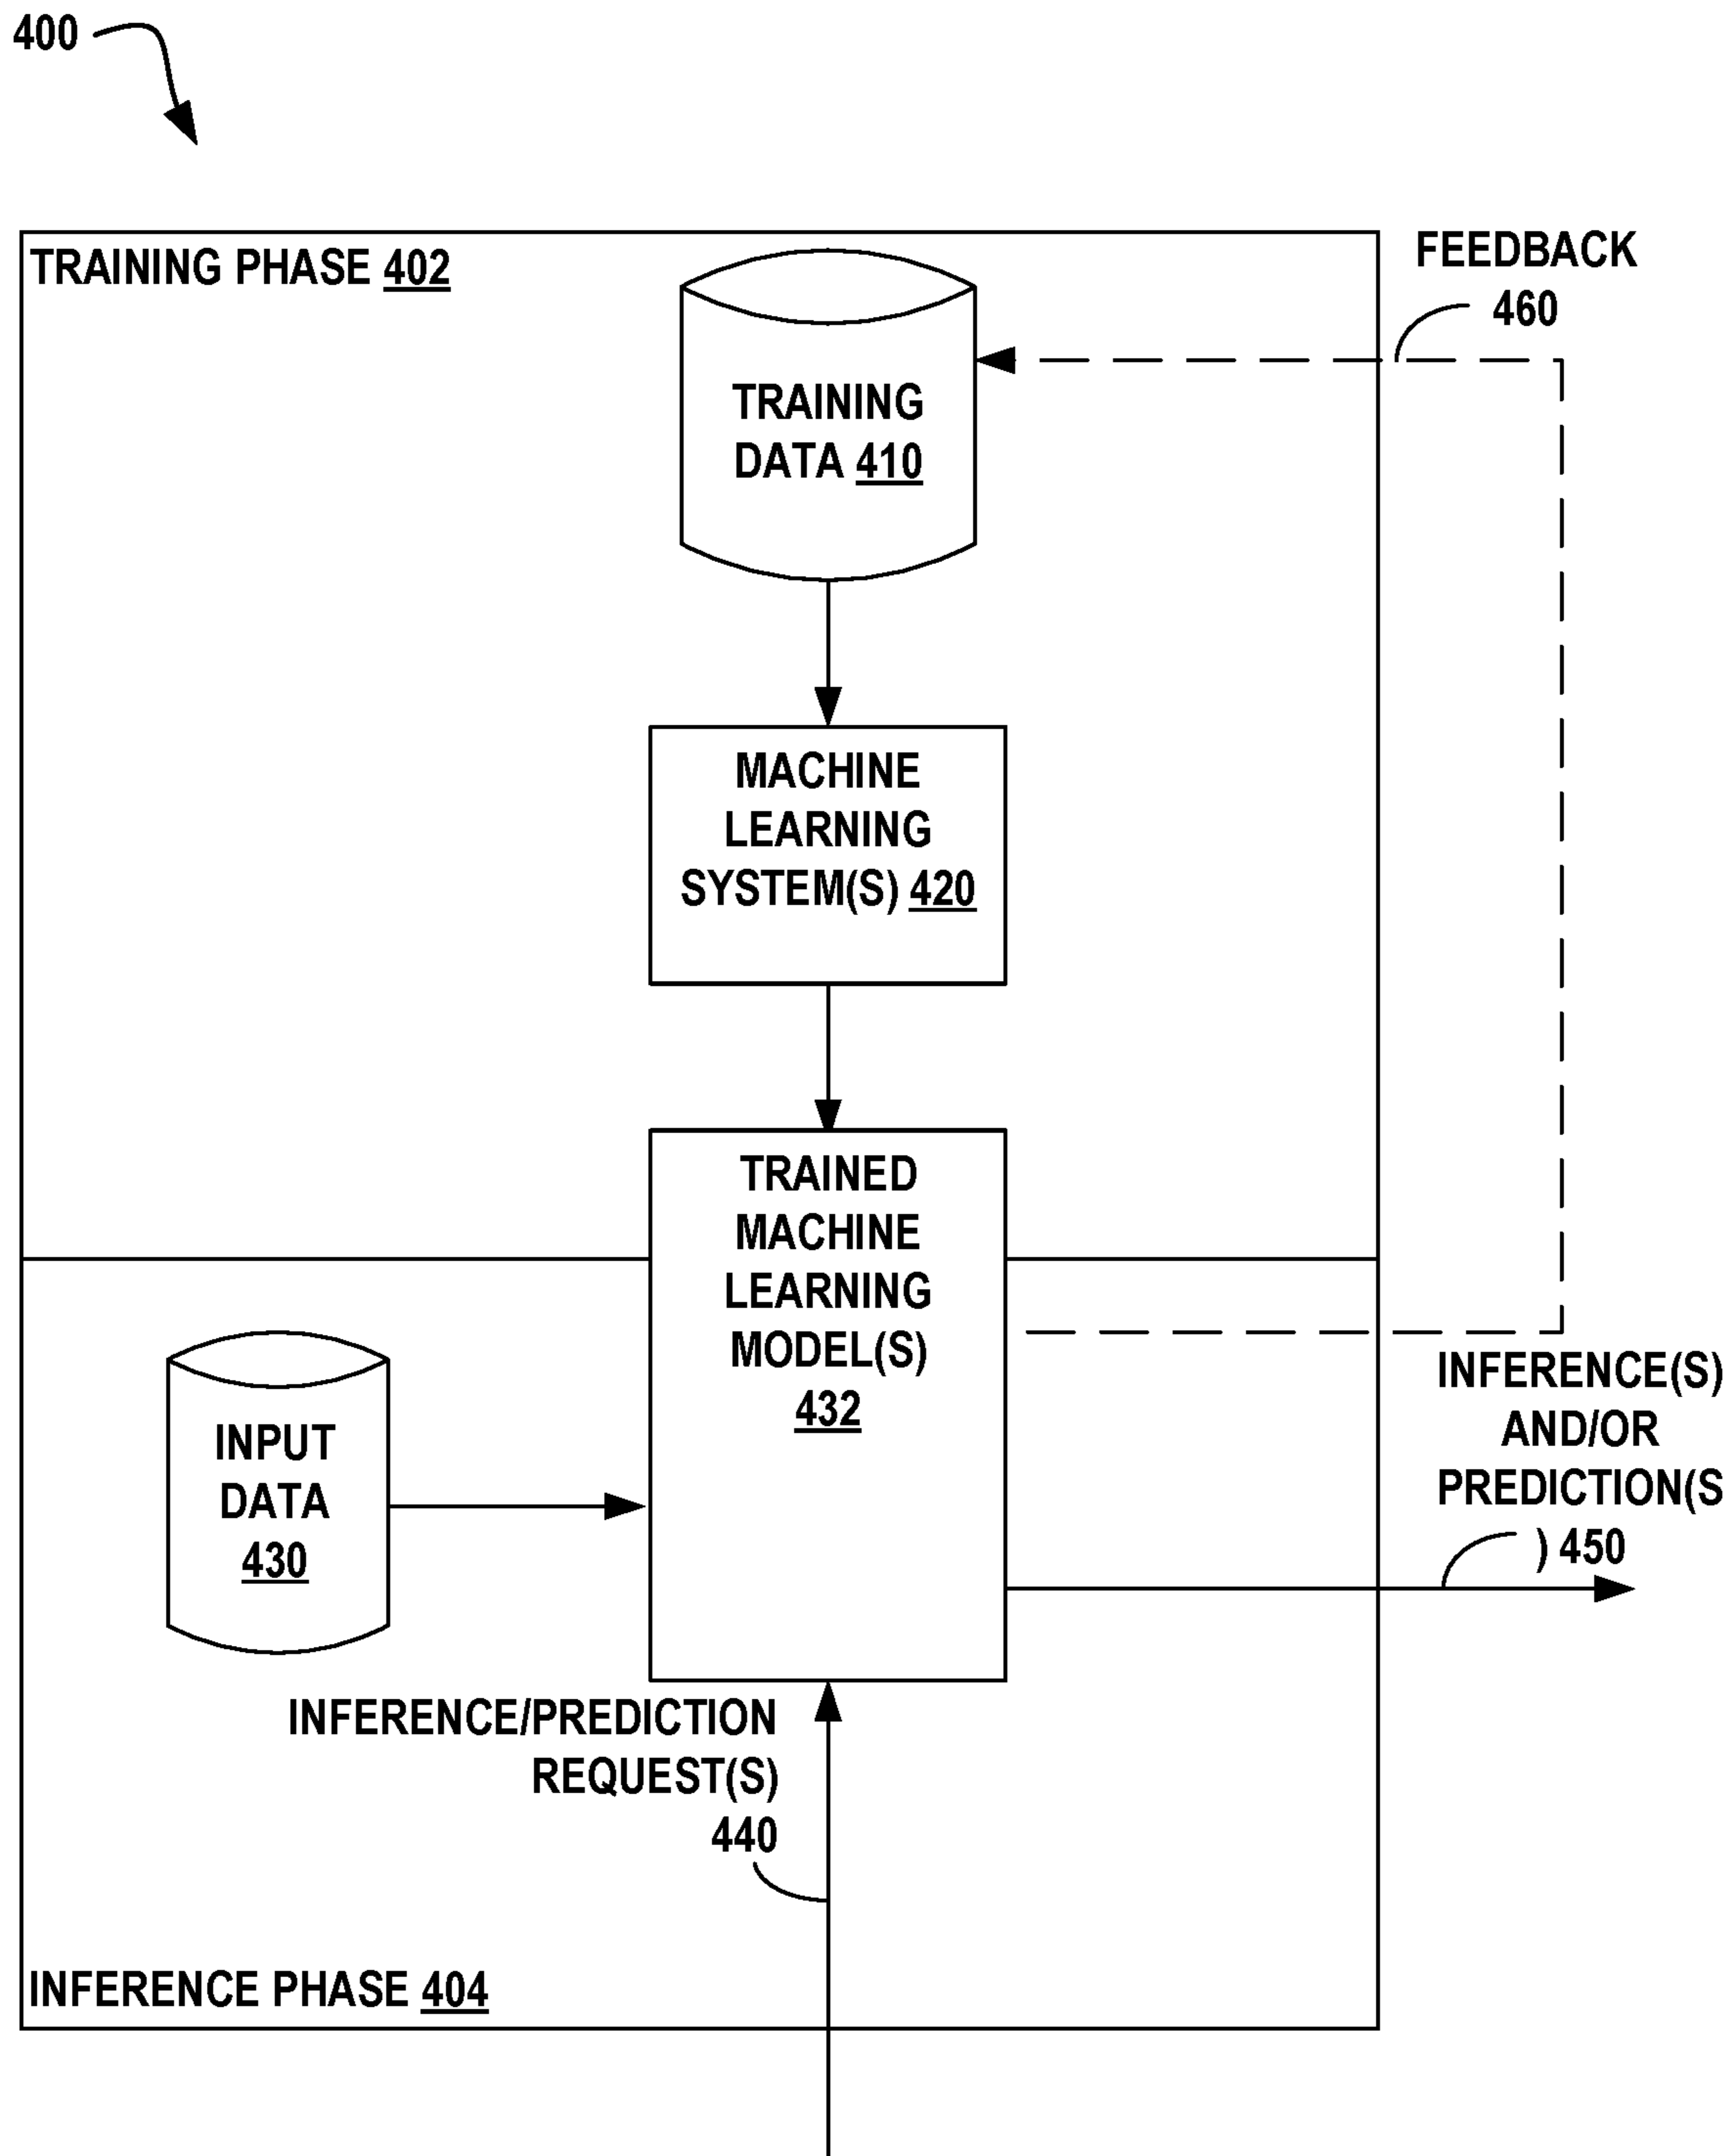 400
TRAINING PHASE 402
FEEDBACK
460
TRAINING
DATA 410
MACHINE
LEARNING
SYSTEM(S) 420
TRAINED
MACHINE
LEARNING
MODEL(S)
432
INPUT
DATA
430
INFERENCE(S)
AND/OR
PREDICTION(S
) 450
INFERENCE/PREDICTION
REQUEST(S)
440
INFERENCE PHASE 404